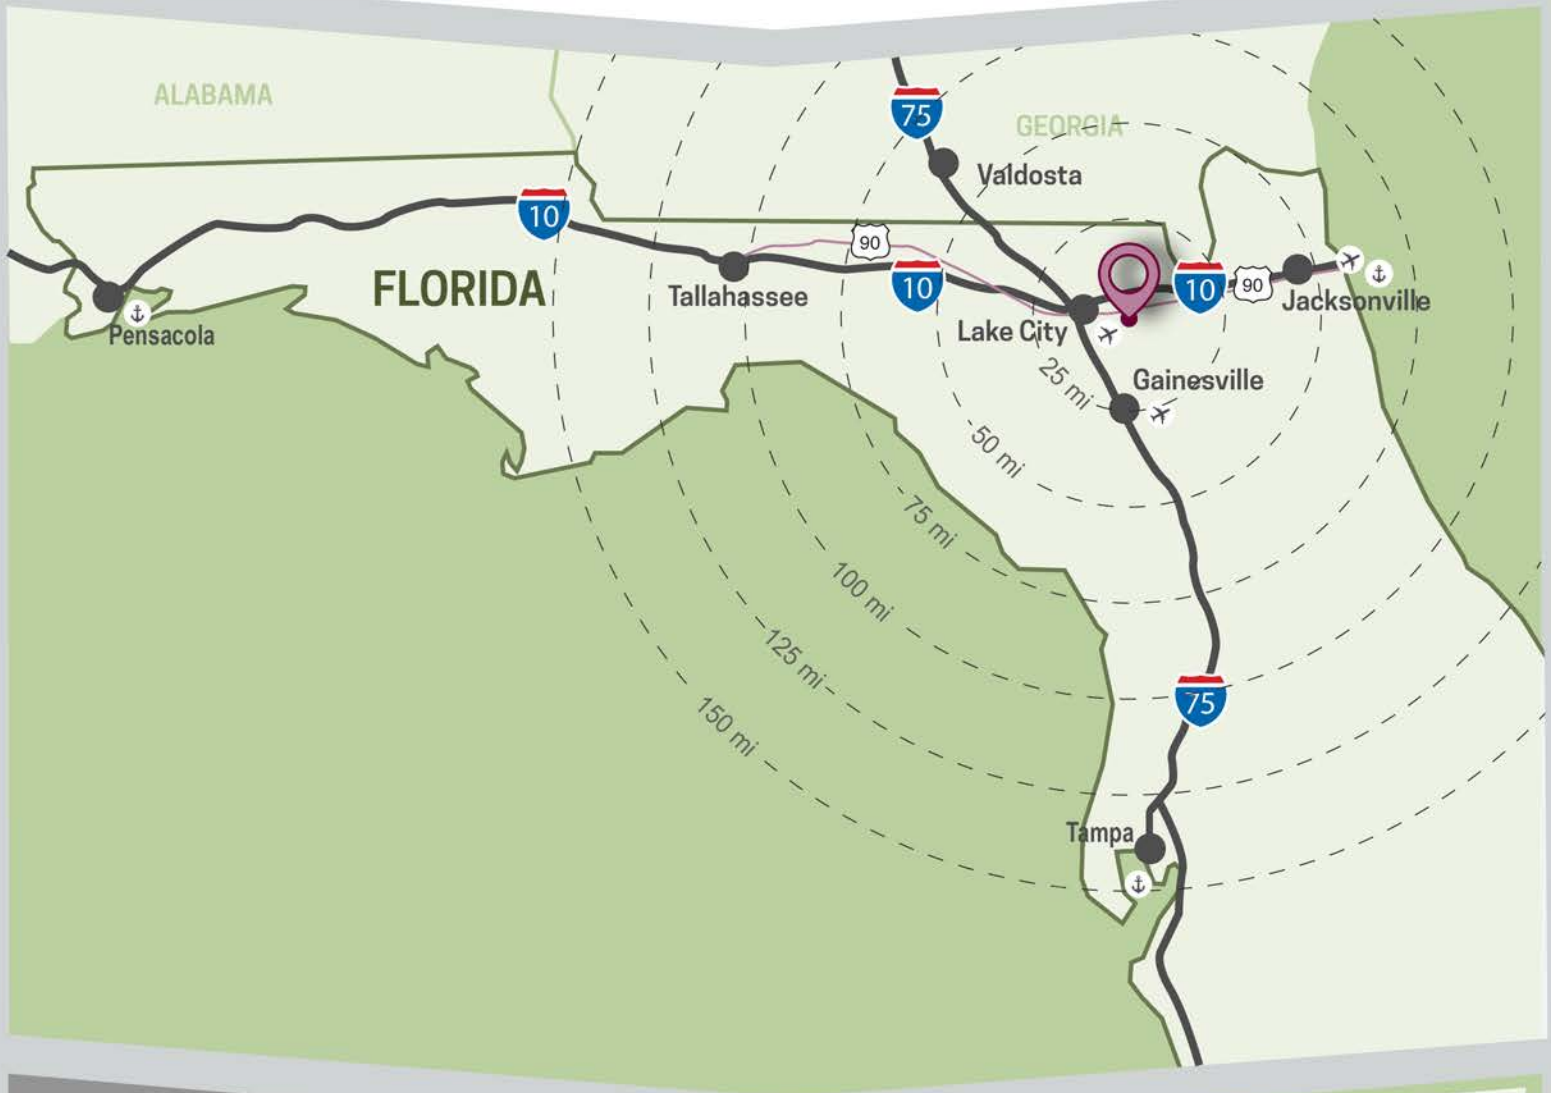 ALABAMA
75
GEORGIA
Valdosta
10
90
FLORIDA
Tallahassee
10
10
90
Jacksonville
Pensacola
Lake City
25 mi
Gainesville
50 mi
75 mi
100 mi
125 mi
150 mi
75
Tampa